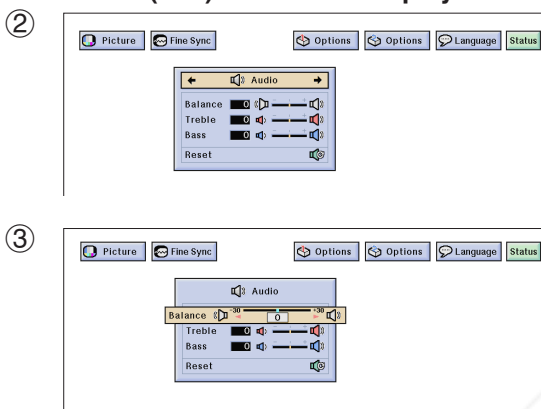 ②
Picture Fine Sync Options Options Language Status
Audio
Balance 0
Treble 0
Bass 0
Reset
③
Picture Fine Sync Options Options Language Status
Audio
Balance -30 0 +30
Treble 0
Bass 0
Reset